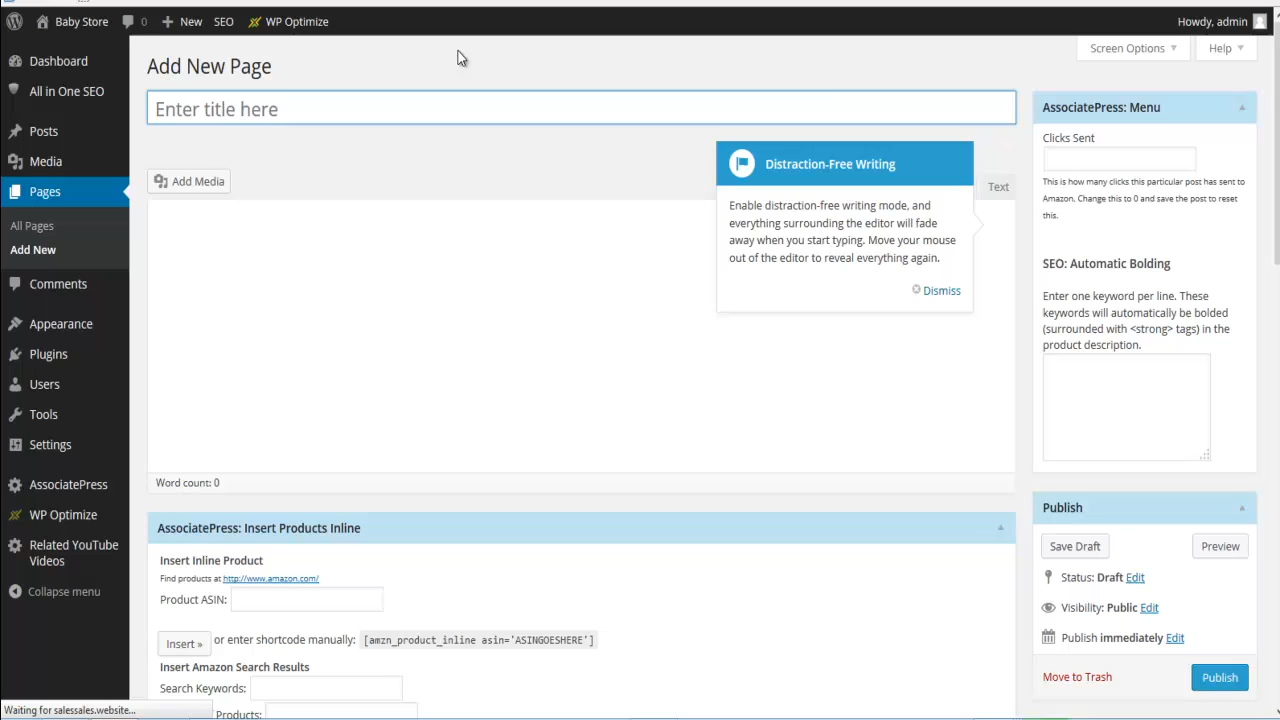 Baby Store
0
New
SEO
WP Optimize
Howdy, admin
Dashboard
All in One SEO
Posts
Media
Pages
All Pages
Add New
Comments
Appearance
Plugins
Users
Tools
Settings
AssociatePress
WP Optimize
Related YouTube
Videos
Collapse menu
Screen Options
Help
Add New Page
Enter title here
Add Media
Text
Distraction-Free Writing
Enable distraction-free writing mode, and
everything surrounding the editor will fade
away when you start typing. Move your mouse
out of the editor to reveal everything again.
Dismiss
Word count: 0
AssociatePress: Insert Products Inline
Insert Inline Product
Find products at http://www.amazon.com/
Product ASIN:
Insert » or enter shortcode manually: [amzn_product_inline asin='ASINGOESHERE']
Insert Amazon Search Results
Search Keywords:
Products:
AssociatePress: Menu
Clicks Sent
This is how many clicks this particular post has sent to
Amazon. Change this to 0 and save the post to reset
this.
SEO: Automatic Bolding
Enter one keyword per line. These
keywords will automatically be bolded
(surrounded with <strong> tags) in the
product description.
Publish
Save Draft
Preview
Status: Draft Edit
Visibility: Public Edit
Publish immediately Edit
Move to Trash
Publish
Waiting for salessales.website...